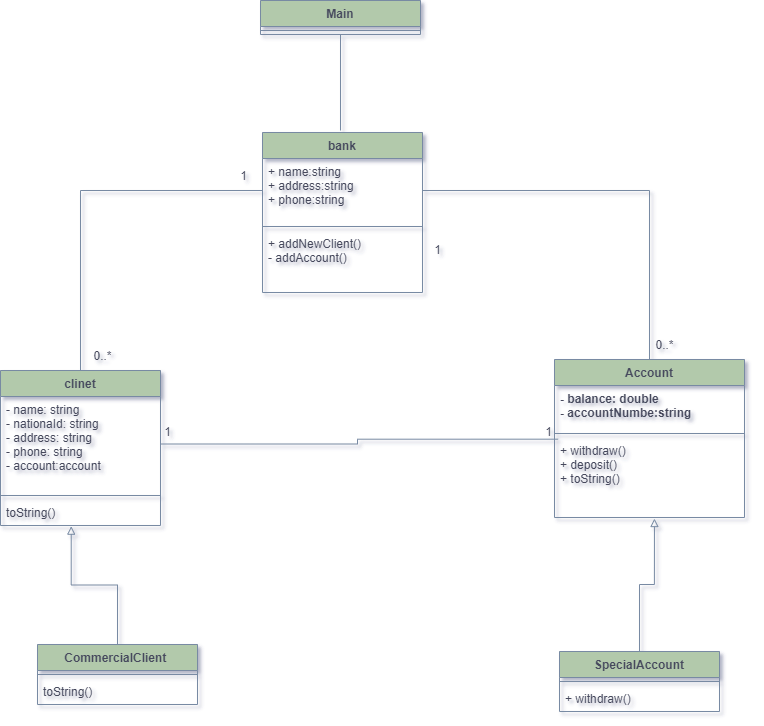 Main
bank
+ name:string
+ address:string
+ phone:string
+ addNewClient()
- addAccount()
1
1
0..*
0..*
clinet
- name: string
- nationald: string
- address: string
- phone: string
- account:account
toString()
1
1
Account
- balance: double
- accountNumbe:string
+ withdraw()
+ deposit()
+ toString()
CommercialClient
toString()
SpecialAccount
+ withdraw()